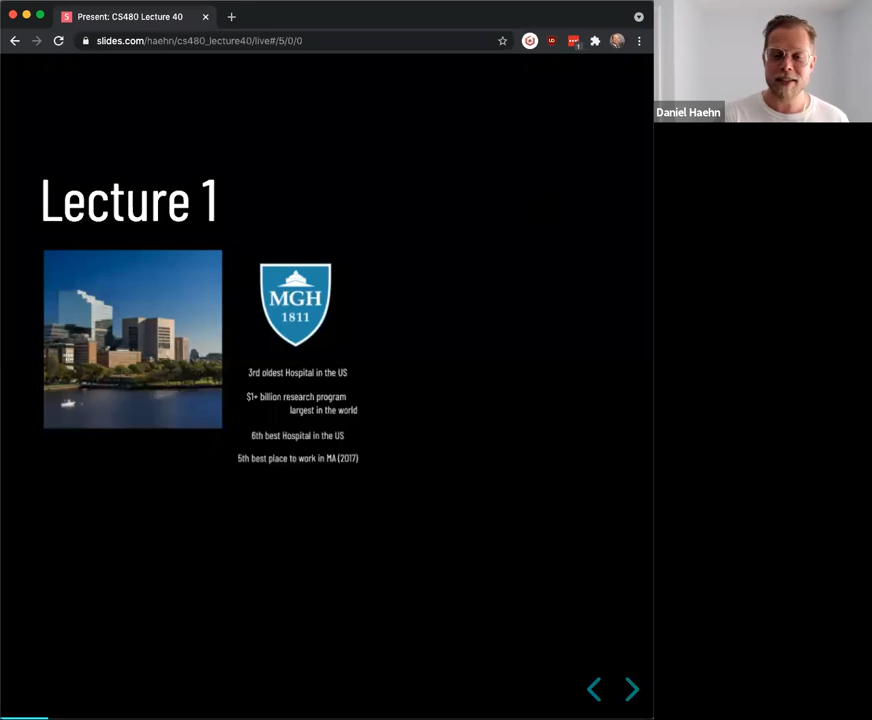 Present: CS480 Lecture 40
slides.com/haehn/cs480_lecture40/live#/5/0/0
Daniel Haehn
Lecture 1
MGH
1811
3rd oldest Hospital in the US
$1+ billion research program
largest in the world
6th best Hospital in the US
5th best place to work in MA (2017)